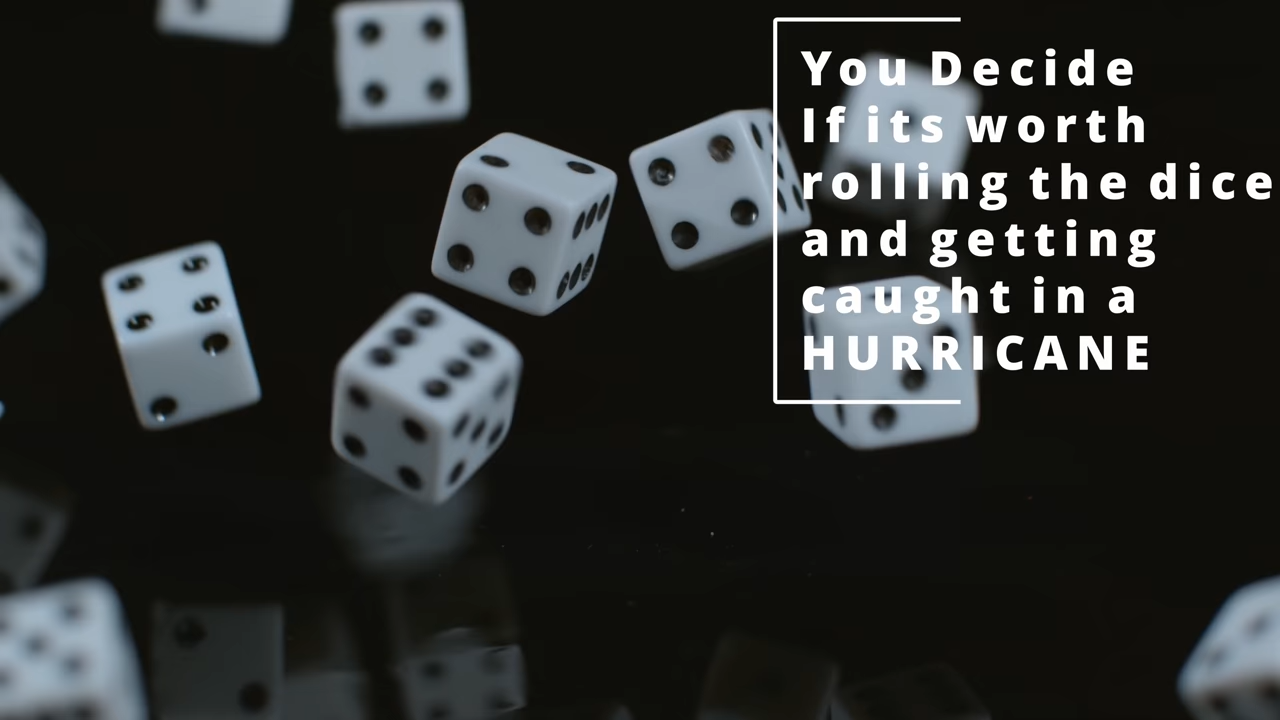 You Decide
If its worth
rolling the dice
and getting
caught in a
HURRICANE